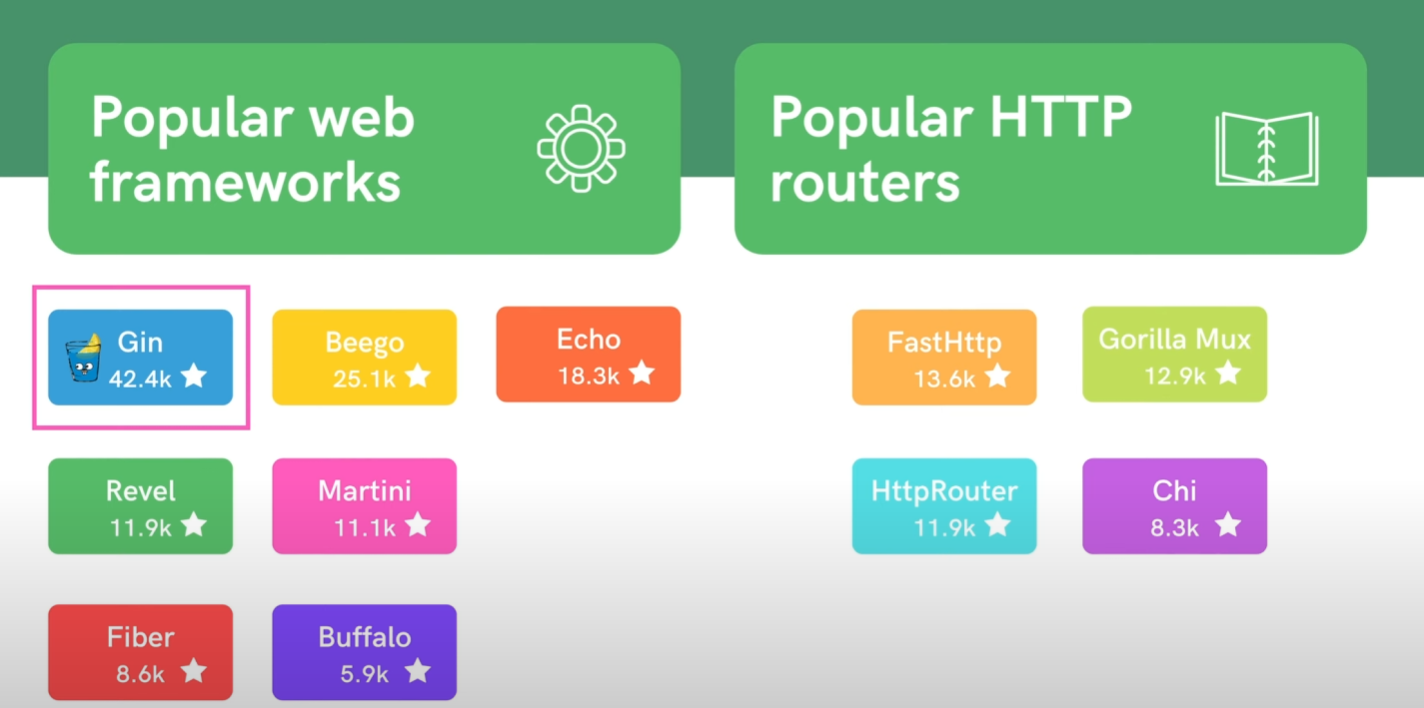 Popular web
frameworks
Popular HTTP
routers
Gin
42.4k
Beego
25.1k
Echo
18.3k
FastHttp
13.6k
Gorilla Mux
12.9k
Revel
11.9k
Martini
11.1k
HttpRouter
11.9k
Chi
8.3k
Fiber
8.6k
Buffalo
5.9k